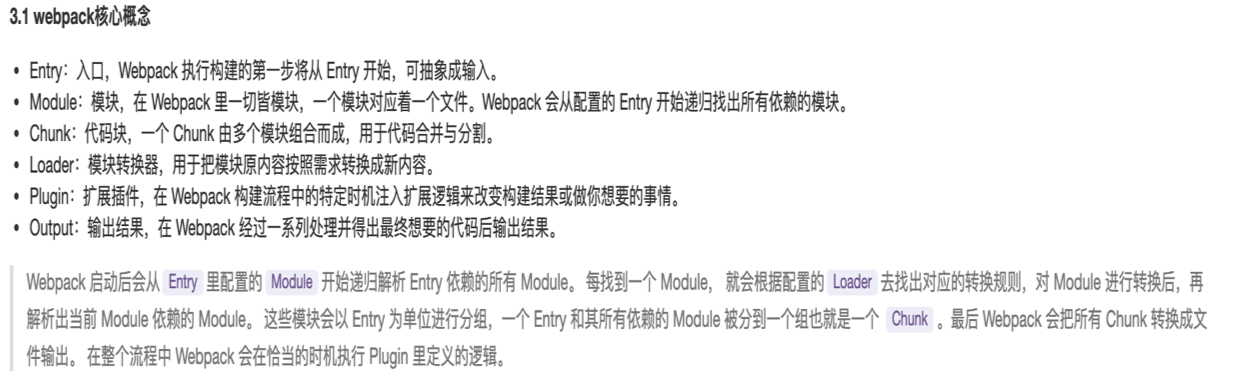 3.1 webpack核心概念
• Entry：入口，Webpack 执行构建的第一步将从 Entry 开始，可抽象成输入。
• Module：模块，在 Webpack 里一切皆模块，一个模块对应着一个文件。Webpack 会从配置的 Entry 开始递归找出所有依赖的模块。
• Chunk：代码块，一个 Chunk 由多个模块组合而成，用于代码合并与分割。
• Loader：模块转换器，用于把模块原内容按照需求转换成新内容。
• Plugin：扩展插件，在 Webpack 构建流程中的特定时机注入扩展逻辑来改变构建结果或做你想要的事情。
• Output：输出结果，在 Webpack 经过一系列处理并得出最终想要的代码后输出结果。
Webpack 启动后会从 Entry 里配置的 Module 开始递归解析 Entry 依赖的所有 Module。 每找到一个 Module， 就会根据配置的 Loader 去找出对应的转换规则，对 Module 进行转换后，再
解析出当前 Module 依赖的 Module。 这些模块会以 Entry 为单位进行分组，一个 Entry 和其所有依赖的 Module 被分到一个组也就是一个 Chunk 。最后 Webpack 会把所有 Chunk 转换成文
件输出。 在整个流程中 Webpack 会在恰当的时机执行 Plugin 里定义的逻辑。